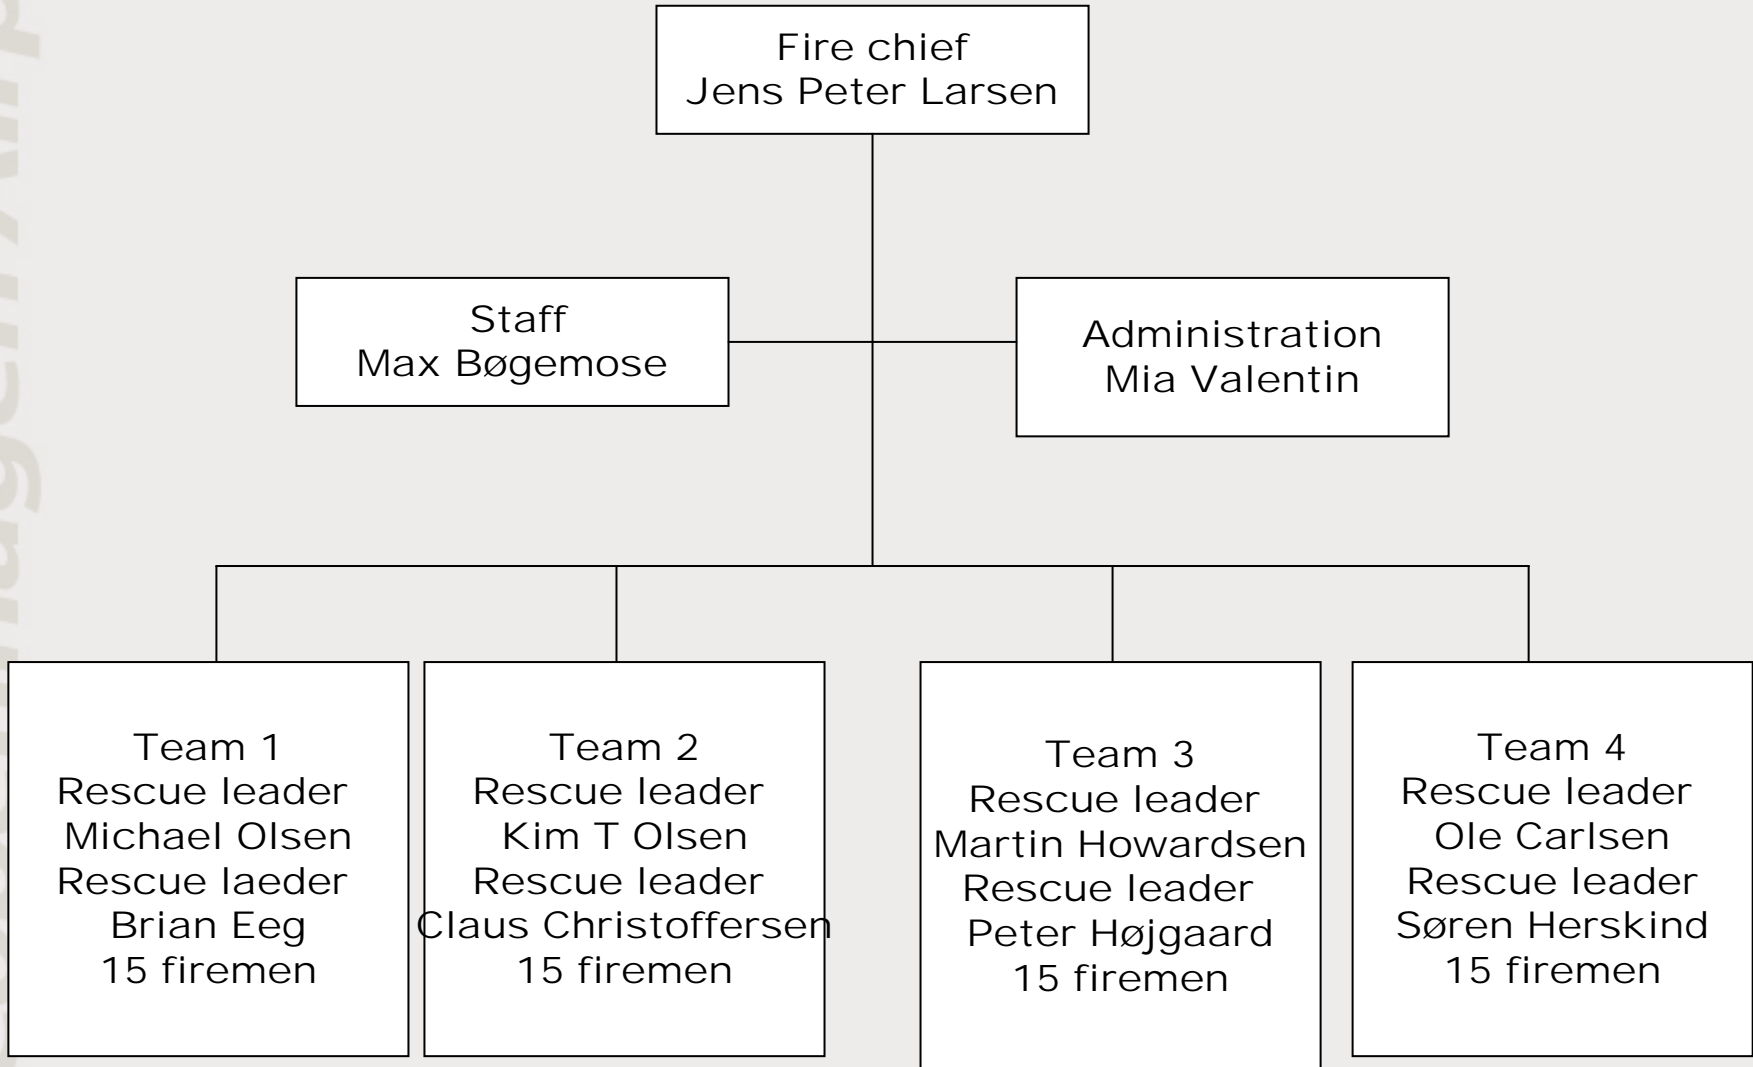 Fire chief
Jens Peter Larsen
Staff
Max Bøgemose
Administration
Mia Valentin
Team 1
Rescue leader
Michael Olsen
Rescue laeder
Brian Eeg
15 firemen
Team 2
Rescue leader
Kim T Olsen
Rescue leader
Claus Christoffersen
15 firemen
Team 3
Rescue leader
Martin Howardsen
Rescue leader
Peter Højgaard
15 firemen
Team 4
Rescue leader
Ole Carlsen
Rescue leader
Søren Herskind
15 firemen